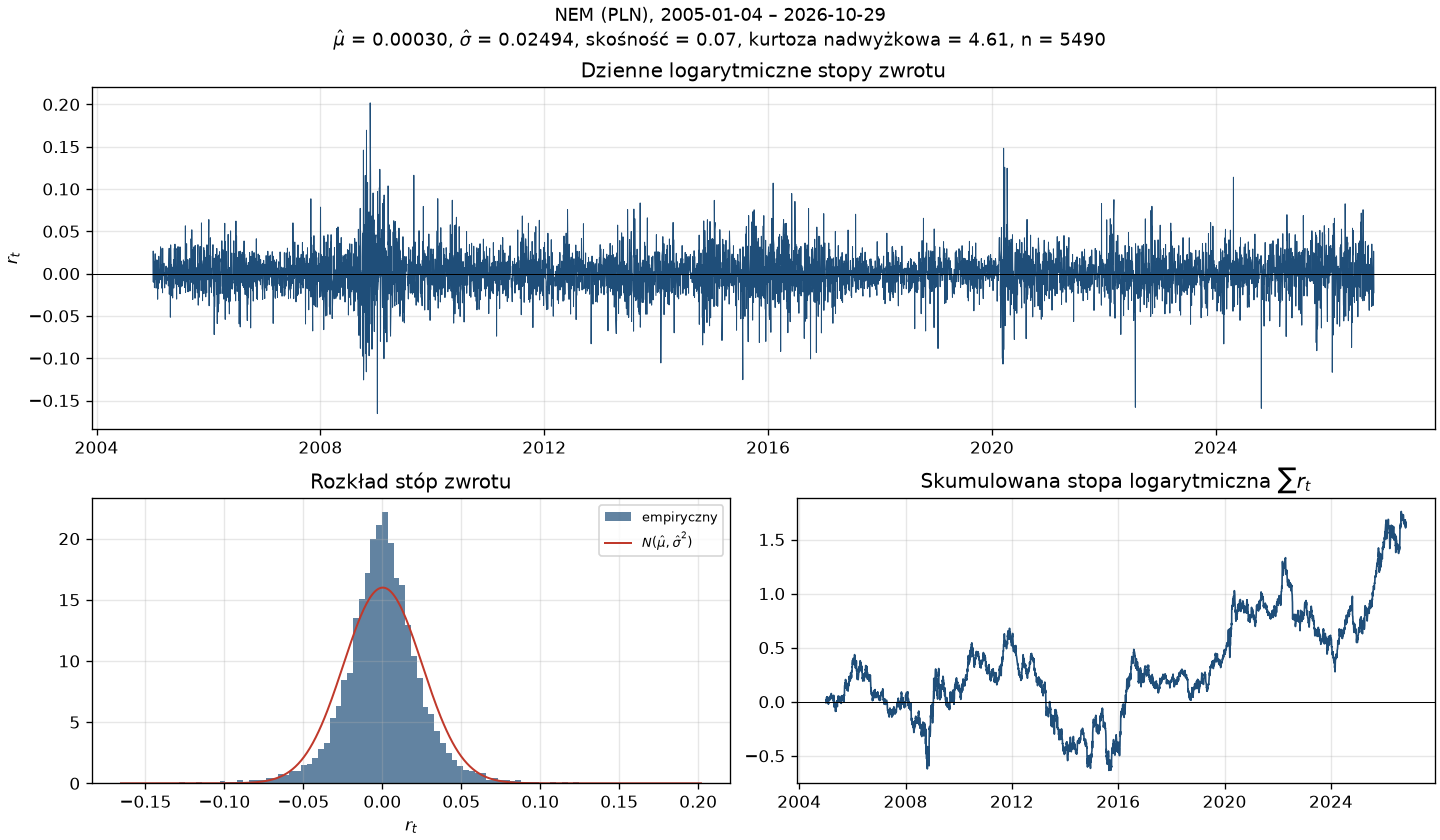 NEM (PLN), 2005-01-04 – 2026-10-29
μ̂ = 0.00030, σ̂ = 0.02494, skośność = 0.07, kurtoza nadwyżkowa = 4.61, n = 5490
Dzienne logarytmiczne stopy zwrotu
0.20
0.15
0.10
0.05
0.00
−0.05
−0.10
−0.15
r_t
2004 2008 2012 2016 2020 2024
Rozkład stóp zwrotu
empiryczny
N(μ̂, σ̂²)
20
15
10
5
0
−0.15 −0.10 −0.05 0.00 0.05 0.10 0.15 0.20
r_t
Skumulowana stopa logarytmiczna ∑r_t
1.5
1.0
0.5
0.0
−0.5
2004 2008 2012 2016 2020 2024